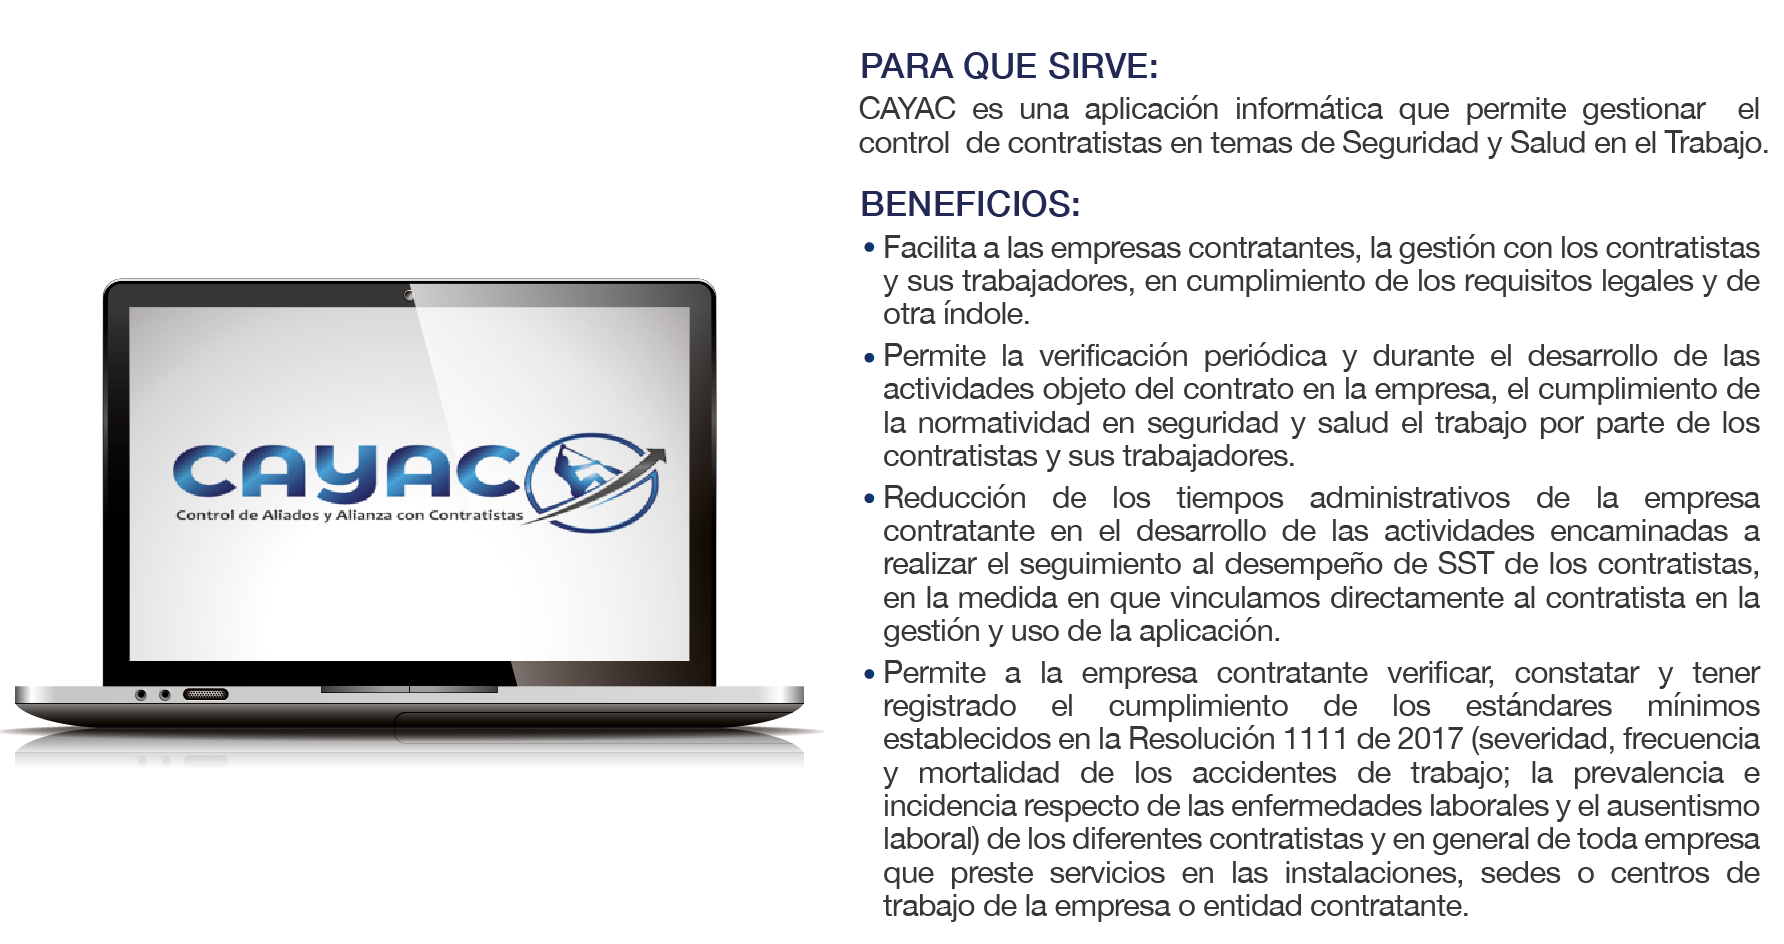 CAYAC
Control de Aliados y Alianza con Contratistas
PARA QUE SIRVE:
CAYAC es una aplicación informática que permite gestionar el
control de contratistas en temas de Seguridad y Salud en el Trabajo.
BENEFICIOS:
• Facilita a las empresas contratantes, la gestión con los contratistas
y sus trabajadores, en cumplimiento de los requisitos legales y de
otra índole.
• Permite la verificación periódica y durante el desarrollo de las
actividades objeto del contrato en la empresa, el cumplimiento de
la normatividad en seguridad y salud el trabajo por parte de los
contratistas y sus trabajadores.
• Reducción de los tiempos administrativos de la empresa
contratante en el desarrollo de las actividades encaminadas a
realizar el seguimiento al desempeño de SST de los contratistas,
en la medida en que vinculamos directamente al contratista en la
gestión y uso de la aplicación.
• Permite a la empresa contratante verificar, constatar y tener
registrado el cumplimiento de los estándares mínimos
establecidos en la Resolución 1111 de 2017 (severidad, frecuencia
y mortalidad de los accidentes de trabajo; la prevalencia e
incidencia respecto de las enfermedades laborales y el ausentismo
laboral) de los diferentes contratistas y en general de toda empresa
que preste servicios en las instalaciones, sedes o centros de
trabajo de la empresa o entidad contratante.